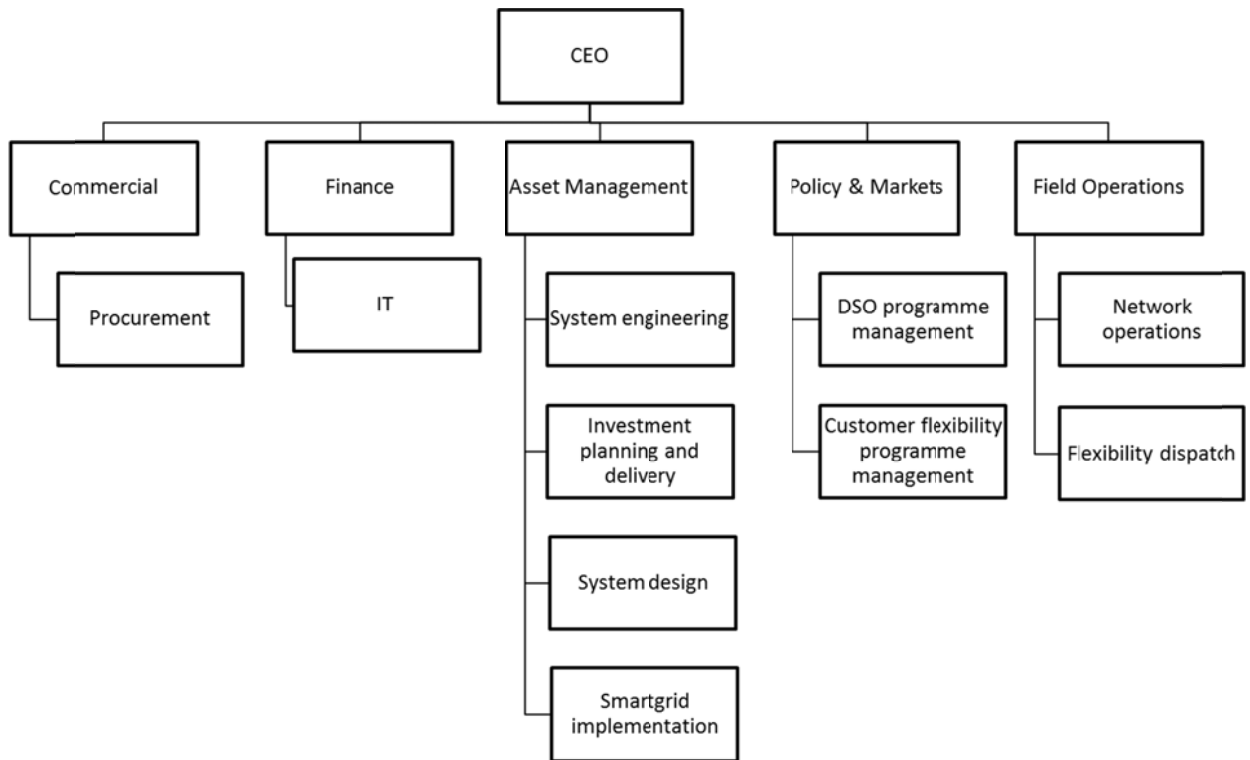 CEO
Commercial
Finance
Asset Management
Policy & Markets
Field Operations
Procurement
IT
System engineering
DSO programme
management
Network
operations
Investment
planning and
delivery
Customer flexibility
programme
management
Flexibility dispatch
System design
Smartgrid
implementation